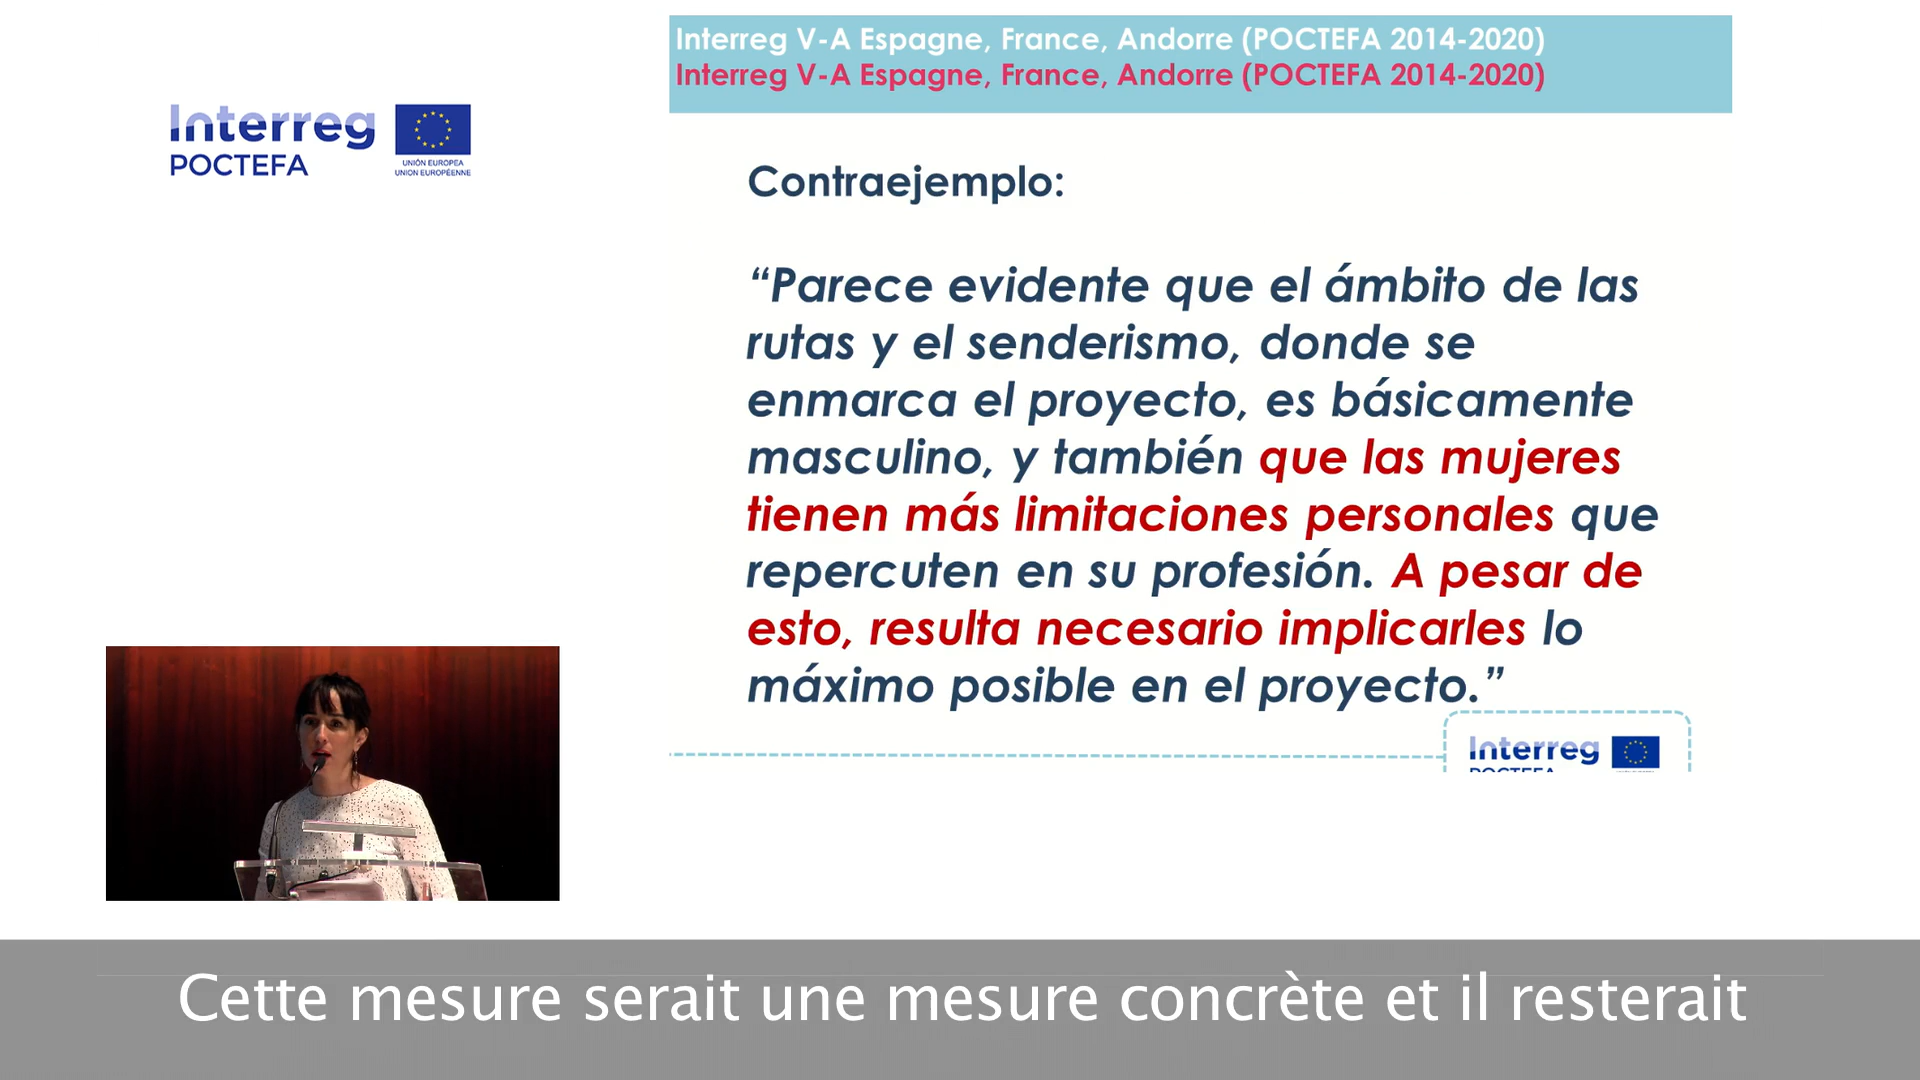 Interreg V-A Espagne, France, Andorre (POCTEFA 2014-2020)
Interreg V-A Espagne, France, Andorre (POCTEFA 2014-2020)
Interreg
POCTEFA
UNIÓN EUROPEA
UNION EUROPÉENNE
Contraejemplo:
“Parece evidente que el ámbito de las
rutas y el senderismo, donde se
enmarca el proyecto, es básicamente
masculino, y también que las mujeres
tienen más limitaciones personales que
repercuten en su profesión. A pesar de
esto, resulta necesario implicarles lo
máximo posible en el proyecto.”
Interreg
POCTEFA
Cette mesure serait une mesure concrète et il resterait